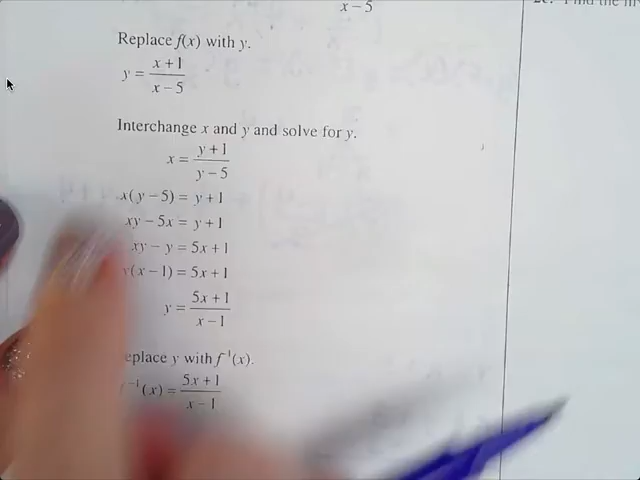 x − 5
Replace f(x) with y.
y = (x + 1)/(x − 5)
Interchange x and y and solve for y.
x = (y + 1)/(y − 5)
x(y − 5) = y + 1
xy − 5x = y + 1
xy − y = 5x + 1
(x − 1) = 5x + 1
y = (5x + 1)/(x − 1)
eplace y with f⁻¹(x).
⁻¹(x) = (5x + 1)/(x − 1)